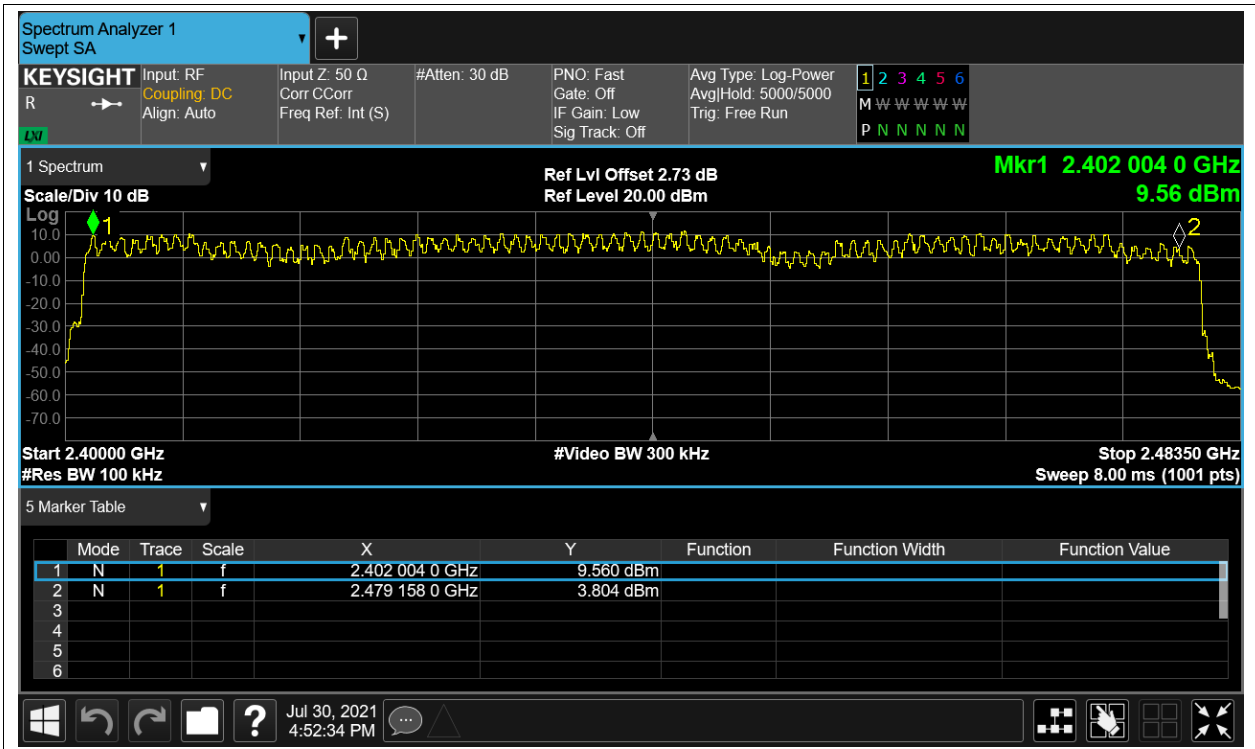 Spectrum Analyzer 1
Swept SA
KEYSIGHT
R
LXI
Input: RF
Coupling: DC
Align: Auto
Input Z: 50 Ω
Corr CCorr
Freq Ref: Int (S)
#Atten: 30 dB
PNO: Fast
Gate: Off
IF Gain: Low
Sig Track: Off
Avg Type: Log-Power
Avg|Hold: 5000/5000
Trig: Free Run
1 2 3 4 5 6
M W W W W W
P N N N N N
1 Spectrum
Scale/Div 10 dB
Ref Lvl Offset 2.73 dB
Ref Level 20.00 dBm
Mkr1 2.402 004 0 GHz
9.56 dBm
Log
1
2
10.0
0.00
-10.0
-20.0
-30.0
-40.0
-50.0
-60.0
-70.0
Start 2.40000 GHz
#Res BW 100 kHz
#Video BW 300 kHz
Stop 2.48350 GHz
Sweep 8.00 ms (1001 pts)
5 Marker Table
Mode Trace Scale X Y Function Function Width Function Value
1 N 1 f 2.402 004 0 GHz 9.560 dBm
2 N 1 f 2.479 158 0 GHz 3.804 dBm
3
4
5
6
?
Jul 30, 2021
4:52:34 PM